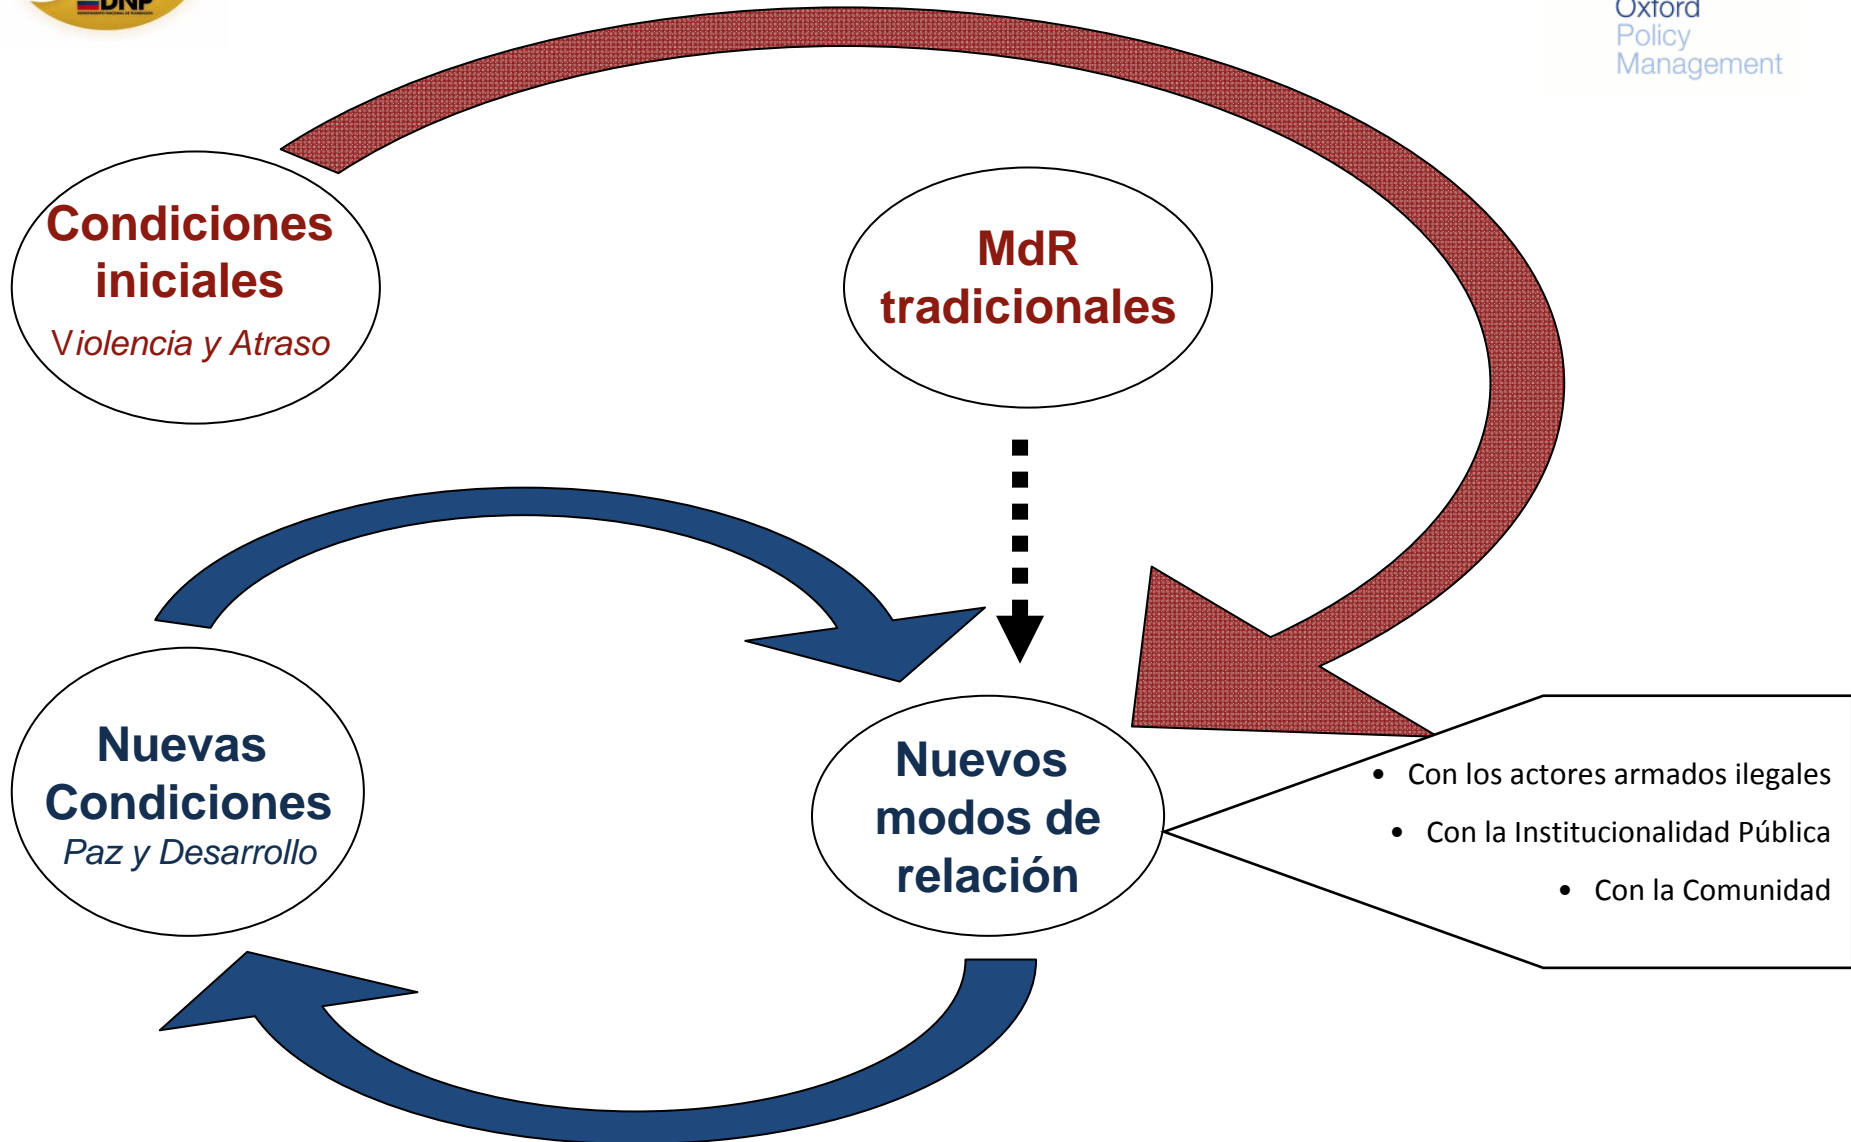 DNP
Oxford
Policy
Management
Condiciones
iniciales
Violencia y Atraso
MdR
tradicionales
Nuevas
Condiciones
Paz y Desarrollo
Nuevos
modos de
relación
• Con los actores armados ilegales
• Con la Institucionalidad Pública
• Con la Comunidad